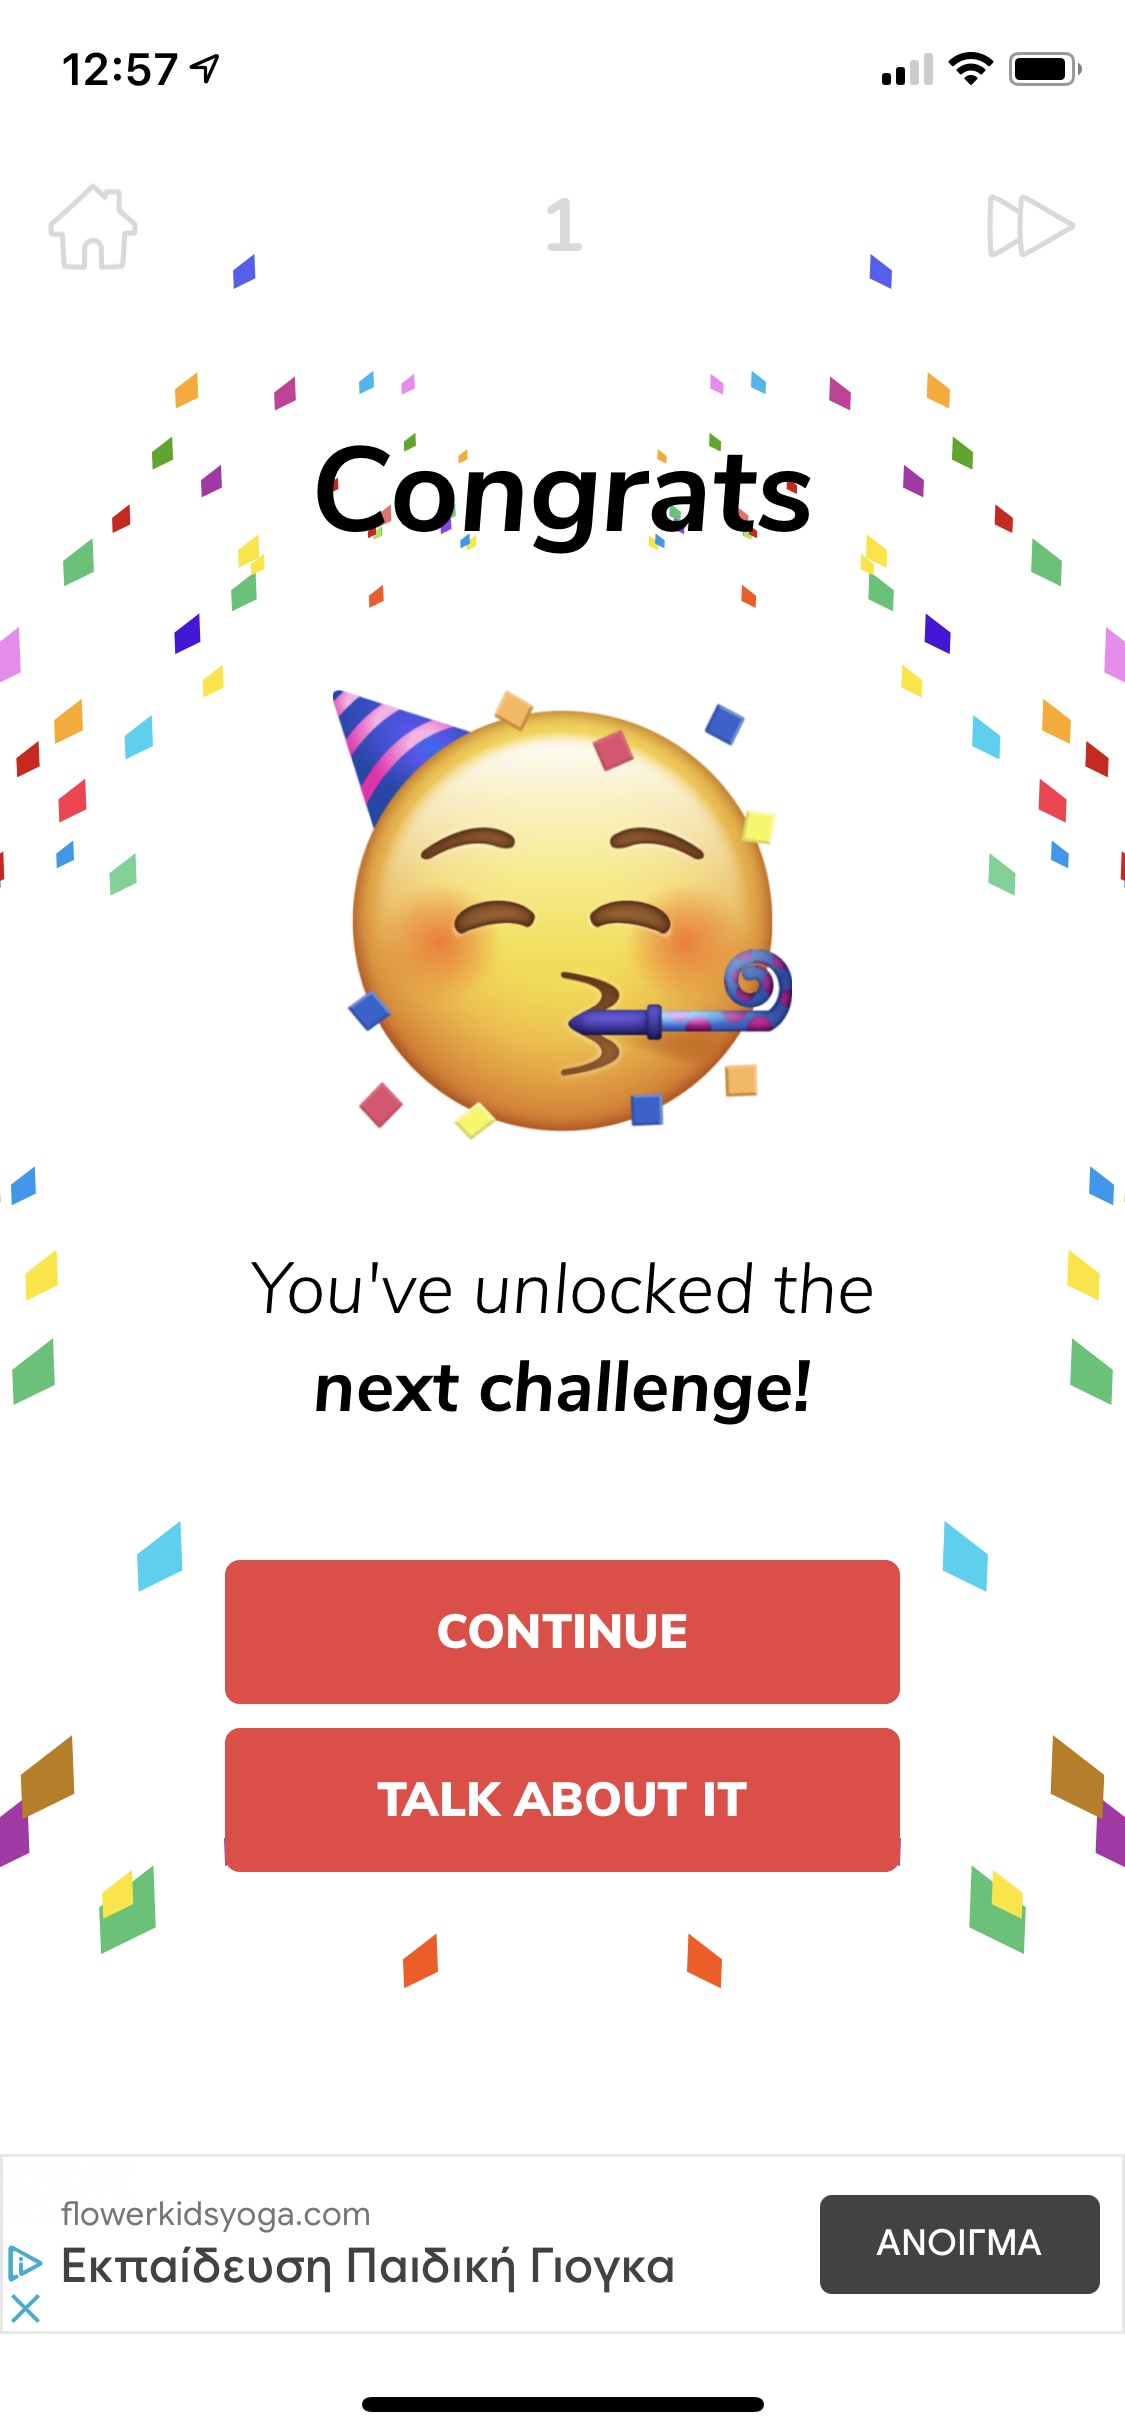 12:57
1
Congrats
You've unlocked the
next challenge!
CONTINUE
TALK ABOUT IT
flowerkidsyoga.com
Εκπαίδευση Παιδική Γιογκα
ΑΝΟΙΓΜΑ